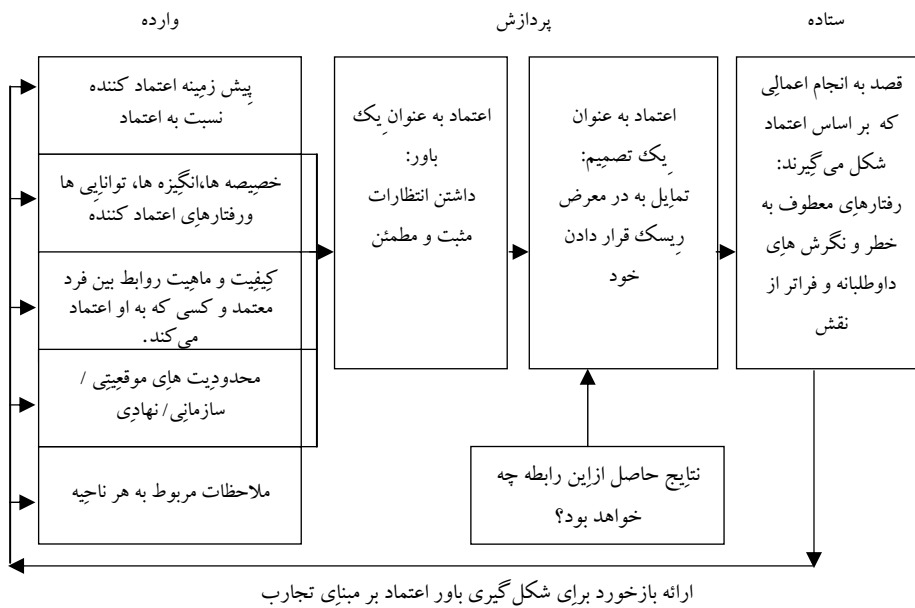 وارده
پردازش
ستاده
پیش زمینه اعتماد کننده
نسبت به اعتماد
خصیصه ها،انگیزه ها، توانایی ها
ورفتارهای اعتماد کننده
کیفیت و ماهیت روابط بین فرد
معتمد و کسی که به او اعتماد
می‌کند.
محدودیت های موقعیتی /
سازمانی/ نهادی
ملاحظات مربوط به هر ناحیه
اعتماد به عنوان یک
باور:
داشتن انتظارات
مثبت و مطمئن
اعتماد به عنوان
یک تصمیم:
تمایل به در معرض
ریسک قرار دادن
خود
نتایج حاصل ازاین رابطه چه
خواهد بود؟
قصد به انجام اعمالی
که بر اساس اعتماد
شکل می‌گیرند:
رفتارهای معطوف به
خطر و نگرش های
داوطلبانه و فراتر از
نقش
ارائه بازخورد برای شکل‌گیری باور اعتماد بر مبنای تجارب